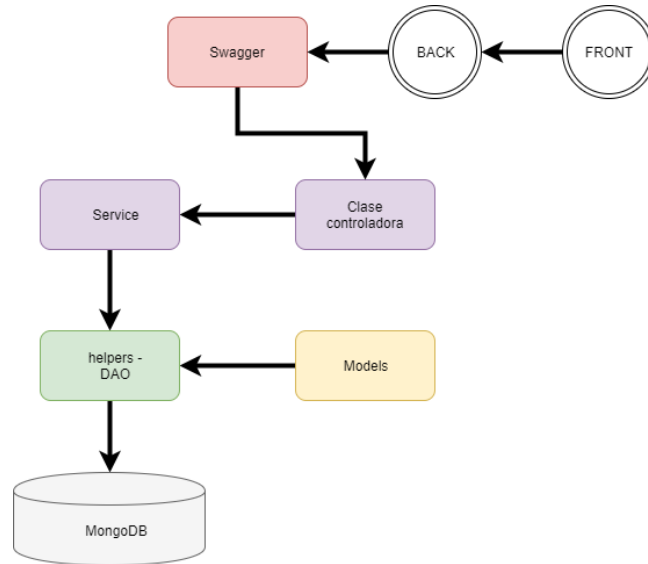 Swagger
BACK
FRONT
Service
Clase
controladora
helpers -
DAO
Models
MongoDB